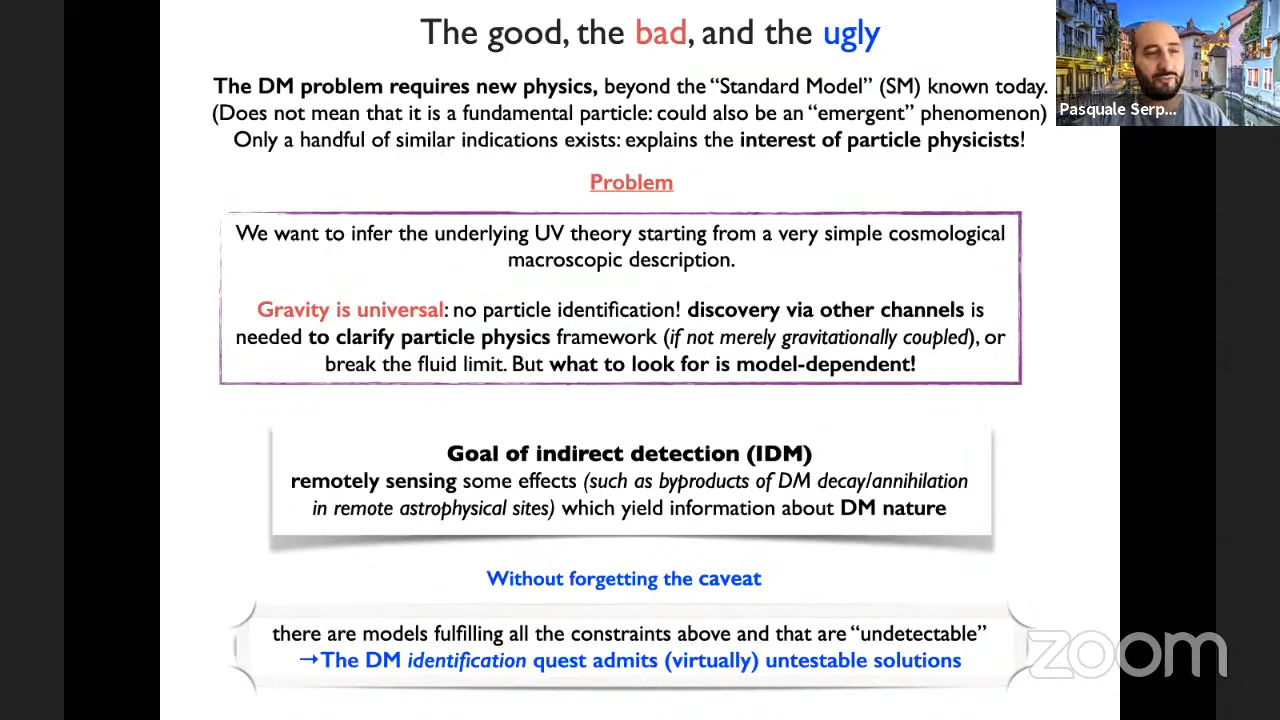 The good, the bad, and the ugly
The DM problem requires new physics, beyond the “Standard Model” (SM) known today.
(Does not mean that it is a fundamental particle: could also be an “emergent” phenomenon)
Only a handful of similar indications exists: explains the interest of particle physicists!
Pasquale Serp...
Problem
We want to infer the underlying UV theory starting from a very simple cosmological
macroscopic description.
Gravity is universal: no particle identification! discovery via other channels is
needed to clarify particle physics framework (if not merely gravitationally coupled), or
break the fluid limit. But what to look for is model-dependent!
Goal of indirect detection (IDM)
remotely sensing some effects (such as byproducts of DM decay/annihilation
in remote astrophysical sites) which yield information about DM nature
Without forgetting the caveat
there are models fulfilling all the constraints above and that are “undetectable”
→The DM identification quest admits (virtually) untestable solutions
zoom